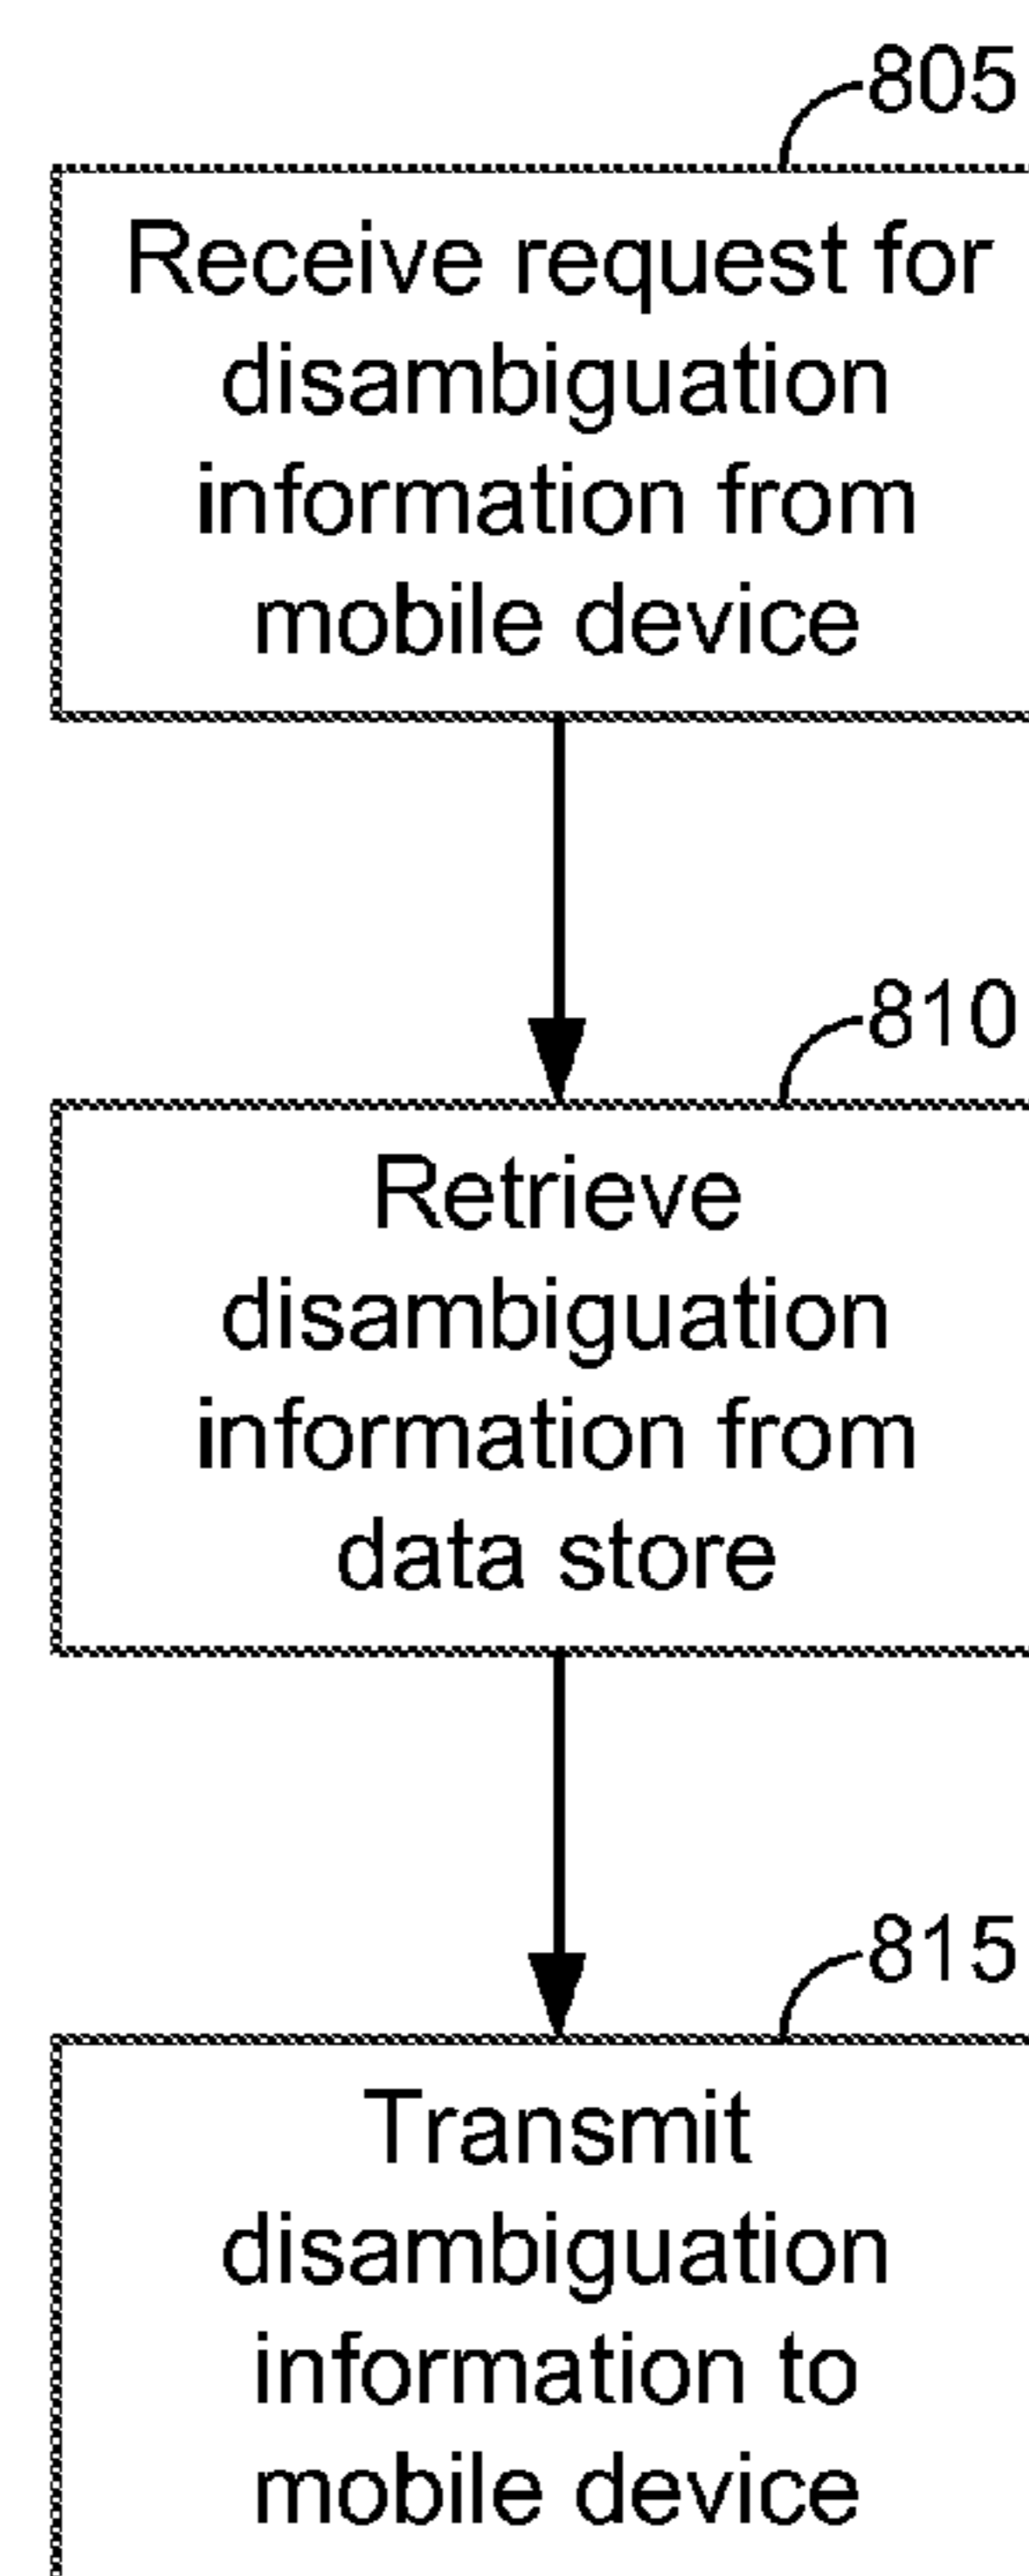 805
Receive request for
disambiguation
information from
mobile device
810
Retrieve
disambiguation
information from
data store
815
Transmit
disambiguation
information to
mobile device